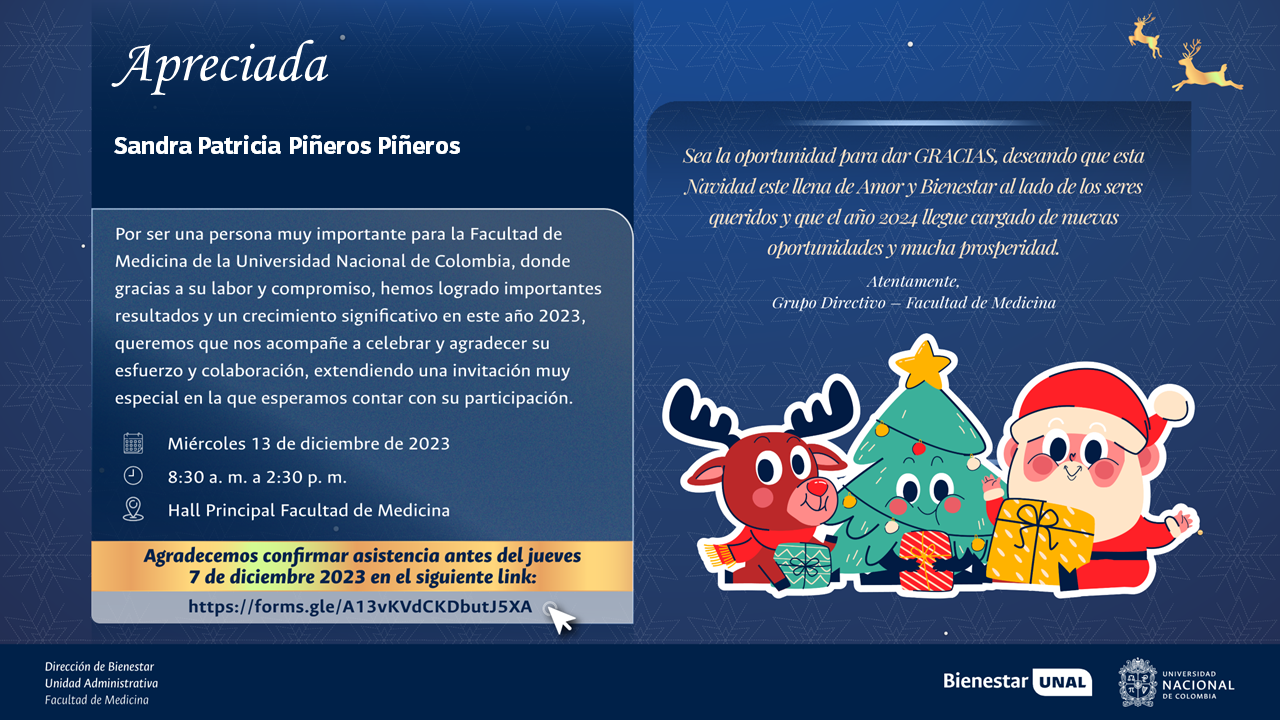 Apreciada
Sandra Patricia Piñeros Piñeros
Por ser una persona muy importante para la Facultad de
Medicina de la Universidad Nacional de Colombia, donde
gracias a su labor y compromiso, hemos logrado importantes
resultados y un crecimiento significativo en este año 2023,
queremos que nos acompañe a celebrar y agradecer su
esfuerzo y colaboración, extendiendo una invitación muy
especial en la que esperamos contar con su participación.
Miércoles 13 de diciembre de 2023
8:30 a. m. a 2:30 p. m.
Hall Principal Facultad de Medicina
Agradecemos confirmar asistencia antes del jueves
7 de diciembre 2023 en el siguiente link:
https://forms.gle/A13vKVdCKDbutJ5XA
Sea la oportunidad para dar GRACIAS, deseando que esta
Navidad este llena de Amor y Bienestar al lado de los seres
queridos y que el año 2024 llegue cargado de nuevas
oportunidades y mucha prosperidad.
Atentamente,
Grupo Directivo – Facultad de Medicina
Dirección de Bienestar
Unidad Administrativa
Facultad de Medicina
Bienestar UNAL
UNIVERSIDAD
NACIONAL
DE COLOMBIA